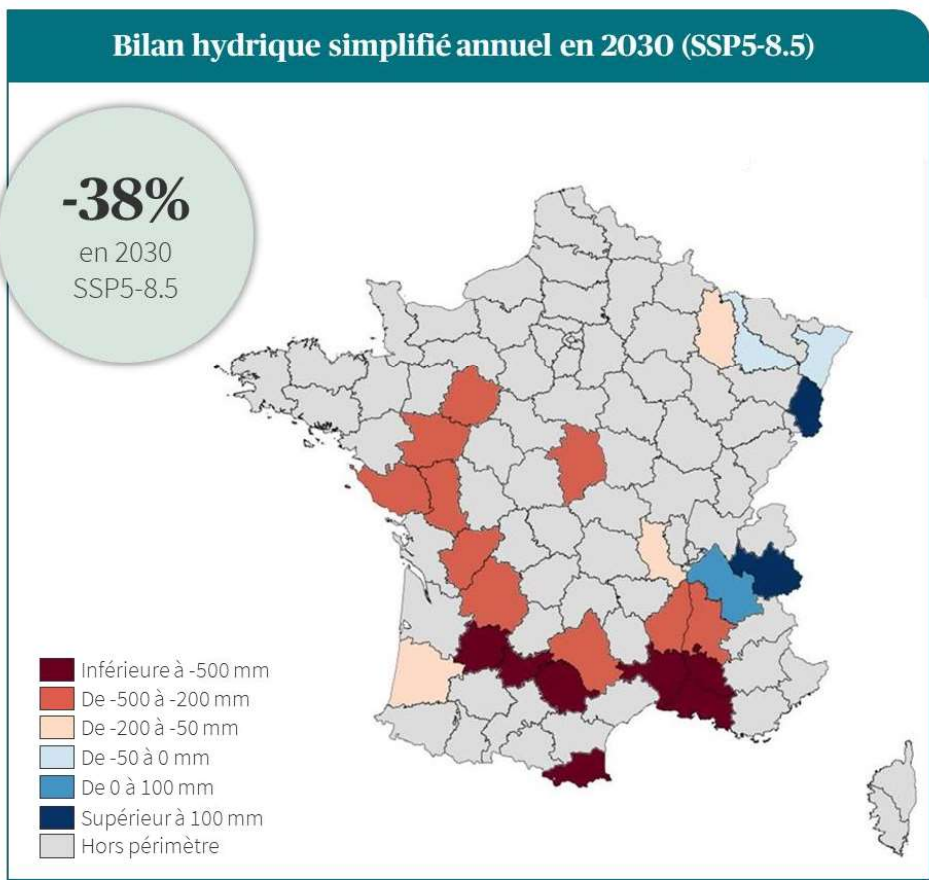 Bilan hydrique simplifié annuel en 2030 (SSP5-8.5)
-38%
en 2030
SSP5-8.5
Inférieure à -500 mm
De -500 à -200 mm
De -200 à -50 mm
De -50 à 0 mm
De 0 à 100 mm
Supérieur à 100 mm
Hors périmètre